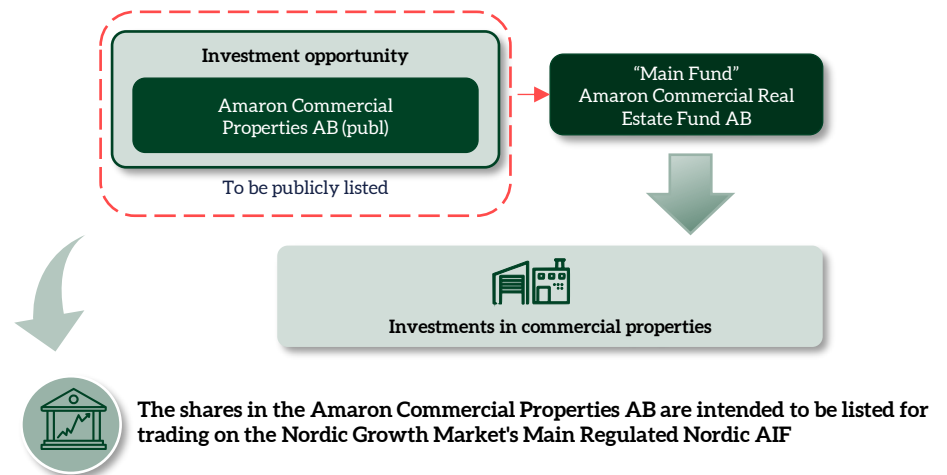 Investment opportunity
Amaron Commercial
Properties AB (publ)
To be publicly listed
“Main Fund”
Amaron Commercial Real
Estate Fund AB
Investments in commercial properties
The shares in the Amaron Commercial Properties AB are intended to be listed for
trading on the Nordic Growth Market's Main Regulated Nordic AIF